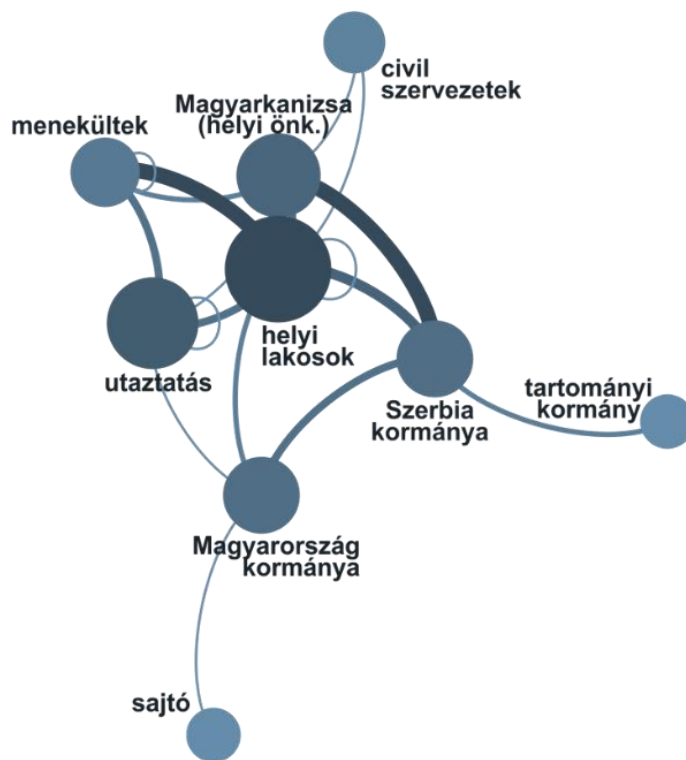 civil
szervezetek
Magyarkanizsa
(helyi önk.)
menekültek
helyi
lakosok
utaztatás
tartományi
kormány
Szerbia
kormánya
Magyarország
kormánya
sajtó